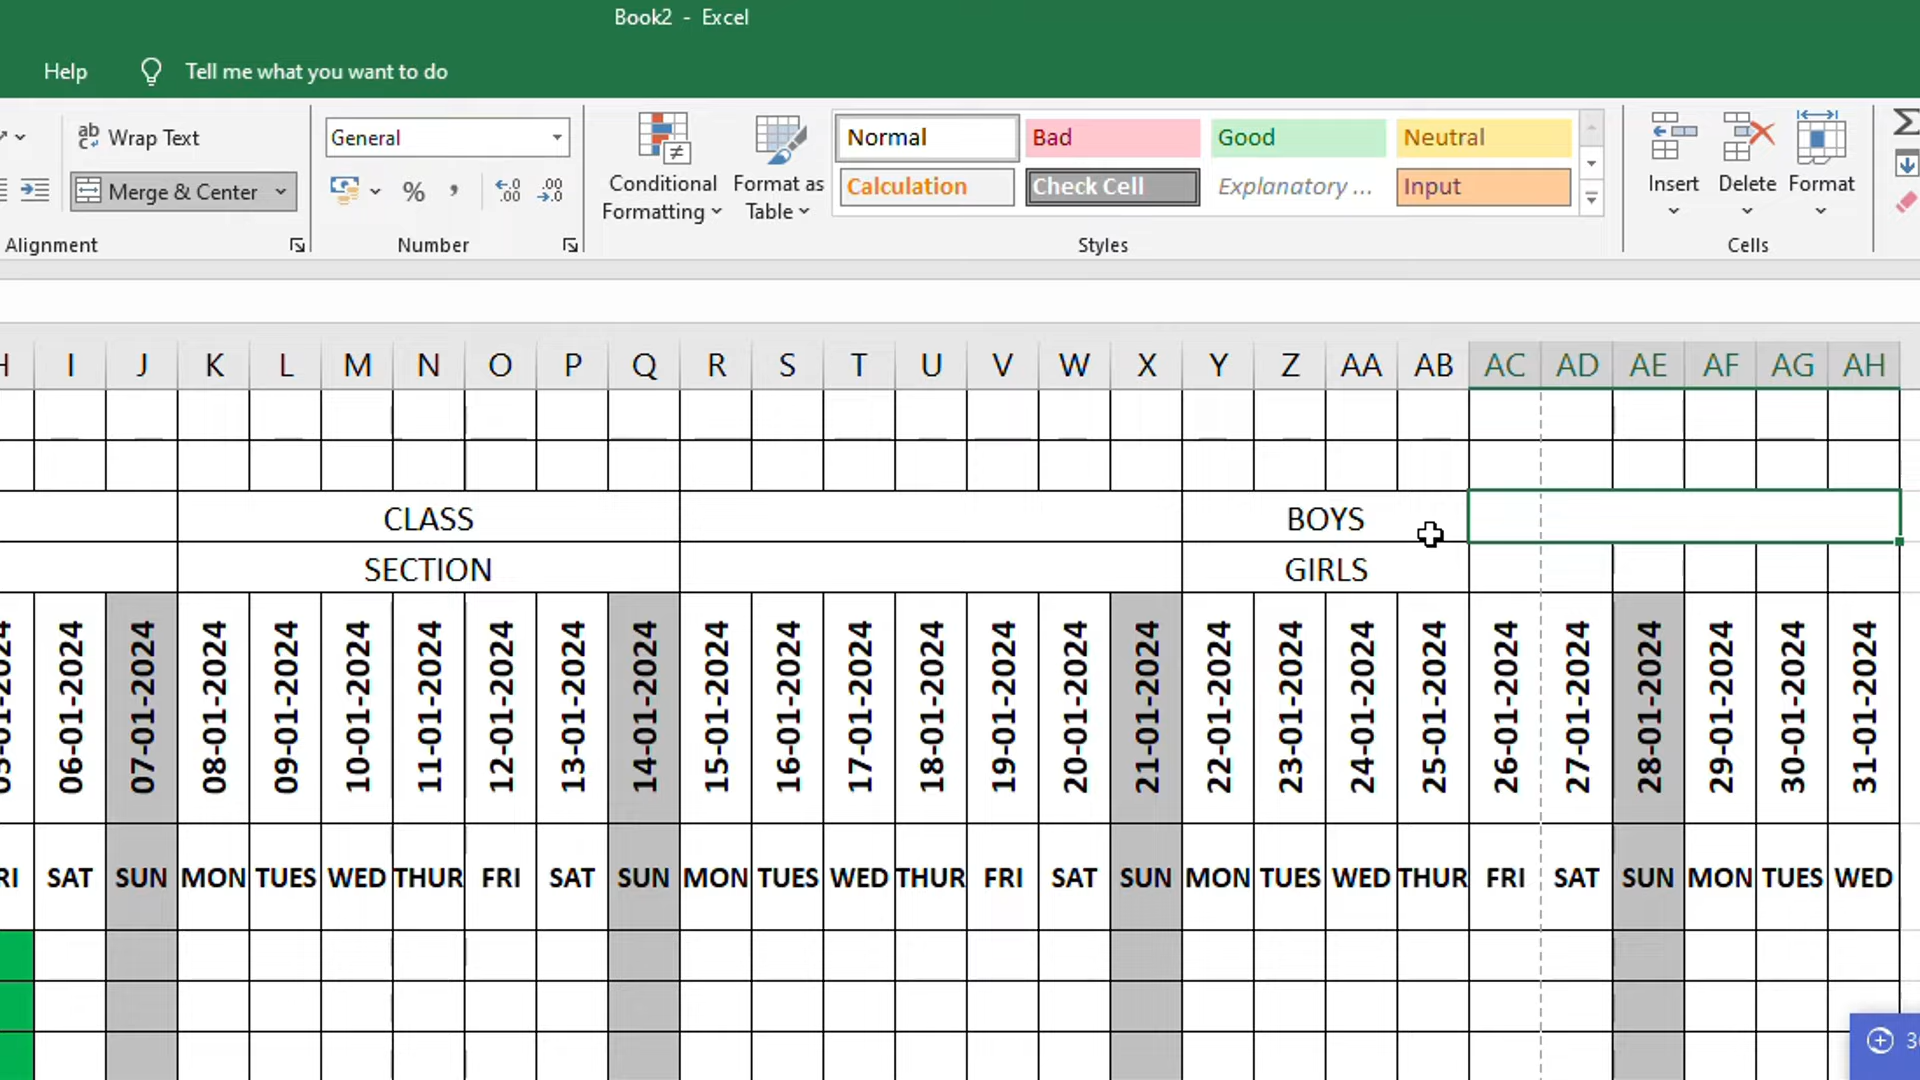 Book2 - Excel
Help Tell me what you want to do
Wrap Text General Normal Bad Good Neutral
Merge & Center % , Conditional Formatting Format as Table Calculation Check Cell Explanatory ... Input Insert Delete Format
Alignment Number Styles Cells
H I J K L M N O P Q R S T U V W X Y Z AA AB AC AD AE AF AG AH
CLASS BOYS
SECTION GIRLS
06-01-2024 07-01-2024 08-01-2024 09-01-2024 10-01-2024 11-01-2024 12-01-2024 13-01-2024 14-01-2024 15-01-2024 16-01-2024 17-01-2024 18-01-2024 19-01-2024 20-01-2024 21-01-2024 22-01-2024 23-01-2024 24-01-2024 25-01-2024 26-01-2024 27-01-2024 28-01-2024 29-01-2024 30-01-2024 31-01-2024
SAT SUN MON TUES WED THUR FRI SAT SUN MON TUES WED THUR FRI SAT SUN MON TUES WED THUR FRI SAT SUN MON TUES WED